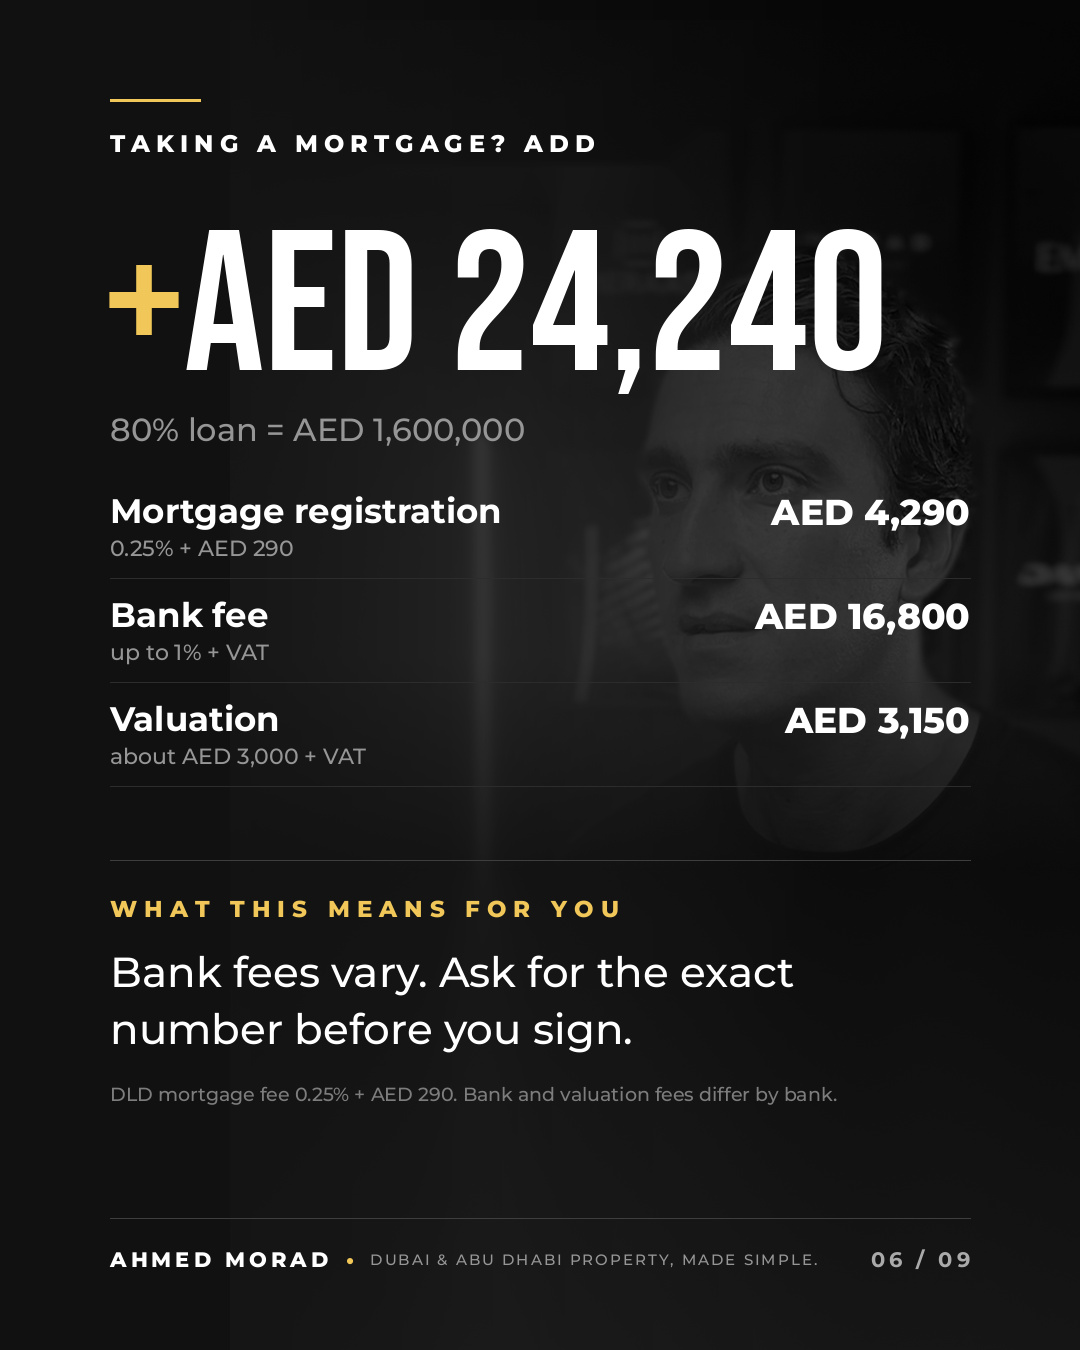 TAKING A MORTGAGE? ADD
+AED 24,240
80% loan = AED 1,600,000
Mortgage registration AED 4,290
0.25% + AED 290
Bank fee AED 16,800
up to 1% + VAT
Valuation AED 3,150
about AED 3,000 + VAT
WHAT THIS MEANS FOR YOU
Bank fees vary. Ask for the exact
number before you sign.
DLD mortgage fee 0.25% + AED 290. Bank and valuation fees differ by bank.
AHMED MORAD • DUBAI & ABU DHABI PROPERTY, MADE SIMPLE. 06 / 09